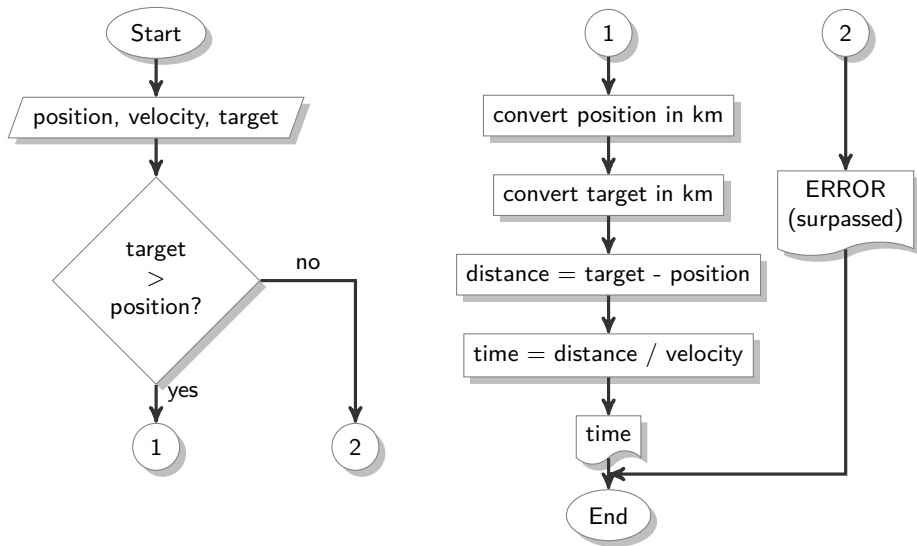 Start
position, velocity, target
target
>
position?
no
yes
1
2
1
convert position in km
convert target in km
distance = target - position
time = distance / velocity
time
End
2
ERROR
(surpassed)